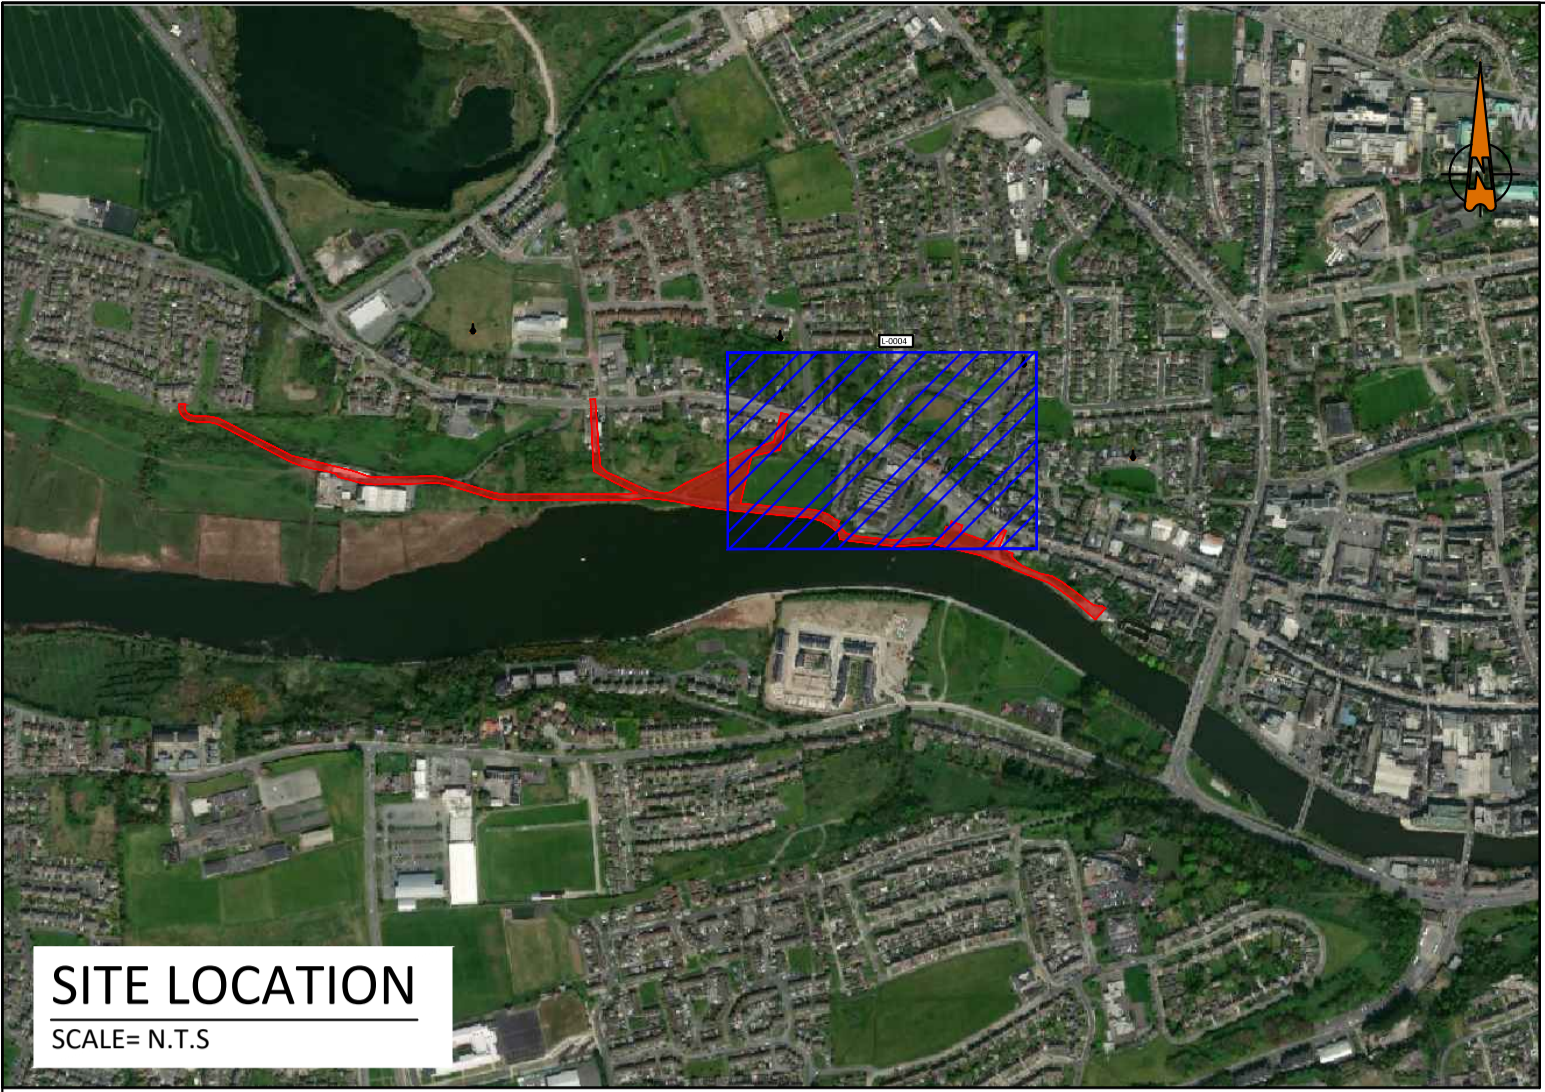 W
N
L-0004
SITE LOCATION
SCALE= N.T.S